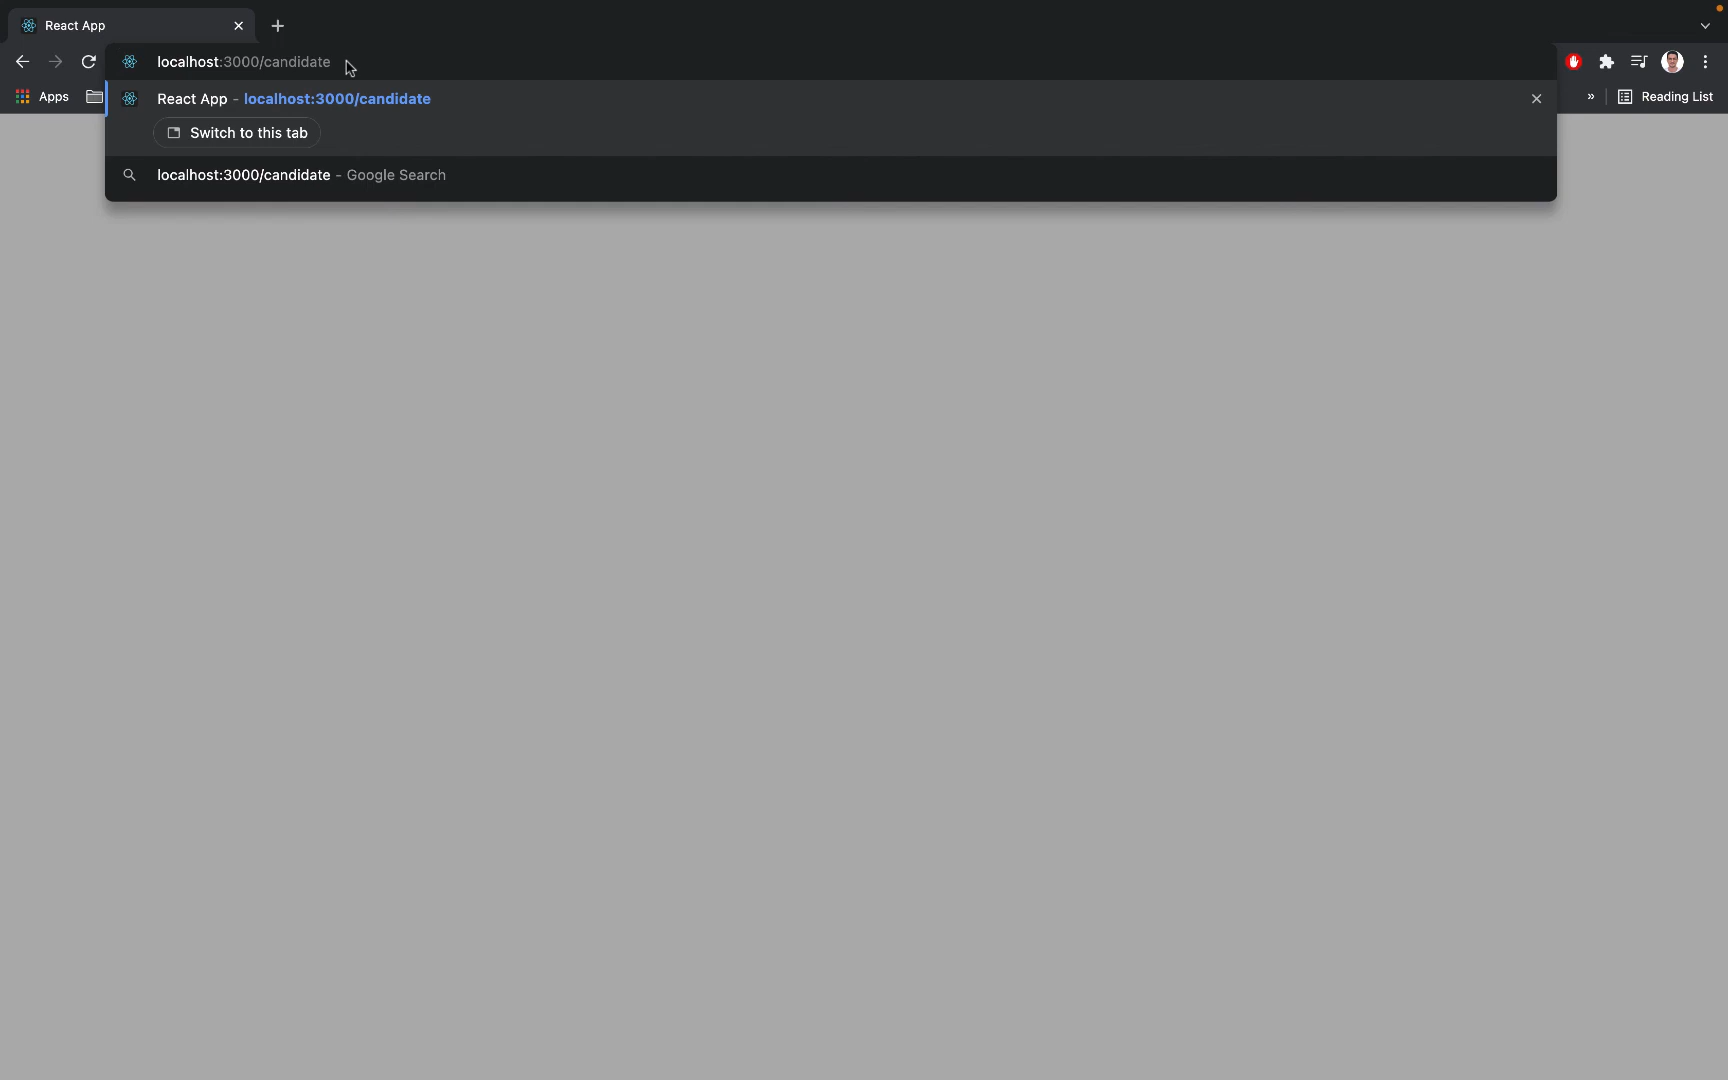 React App
localhost:3000/candidate
React App - localhost:3000/candidate
Switch to this tab
localhost:3000/candidate - Google Search
Apps
» Reading List